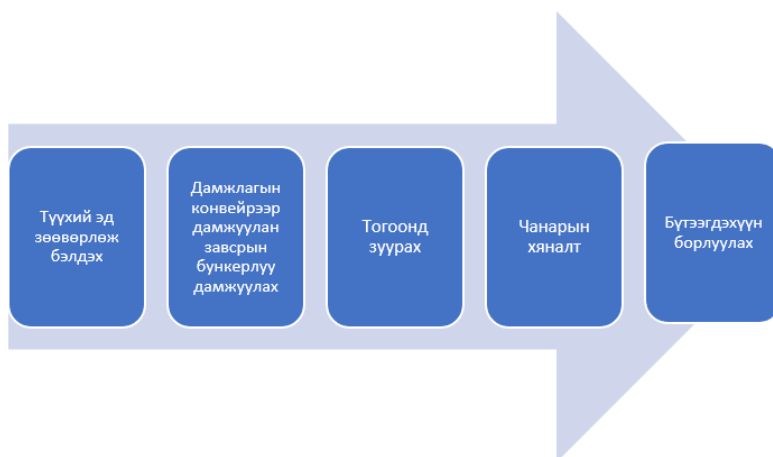 Түүхий эд
зөөвөрлөж
бэлдэх
Дамжлагын
конвейрээр
дамжуулан
завсрын
бункерлуу
дамжуулах
Тогоонд
зуурах
Чанарын
хяналт
Бүтээгдэхүүн
борлуулах